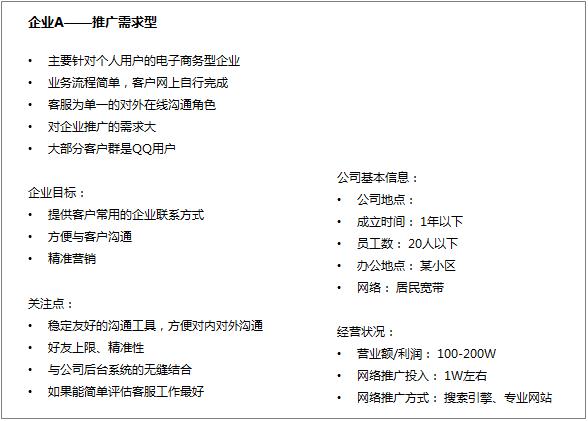 企业A——推广需求型
• 主要针对个人用户的电子商务型企业
• 业务流程简单，客户网上自行完成
• 客服为单一的对外在线沟通角色
• 对企业推广的需求大
• 大部分客户群是QQ用户
企业目标：
• 提供客户常用的企业联系方式
• 方便与客户沟通
• 精准营销
关注点：
• 稳定友好的沟通工具，方便对内对外沟通
• 好友上限、精准性
• 与公司后台系统的无缝结合
• 如果能简单评估客服工作最好
公司基本信息：
• 公司地点：
• 成立时间： 1年以下
• 员工数： 20人以下
• 办公地点： 某小区
• 网络： 居民宽带
经营状况：
• 营业额/利润： 100-200W
• 网络推广投入： 1W左右
• 网络推广方式： 搜索引擎、专业网站